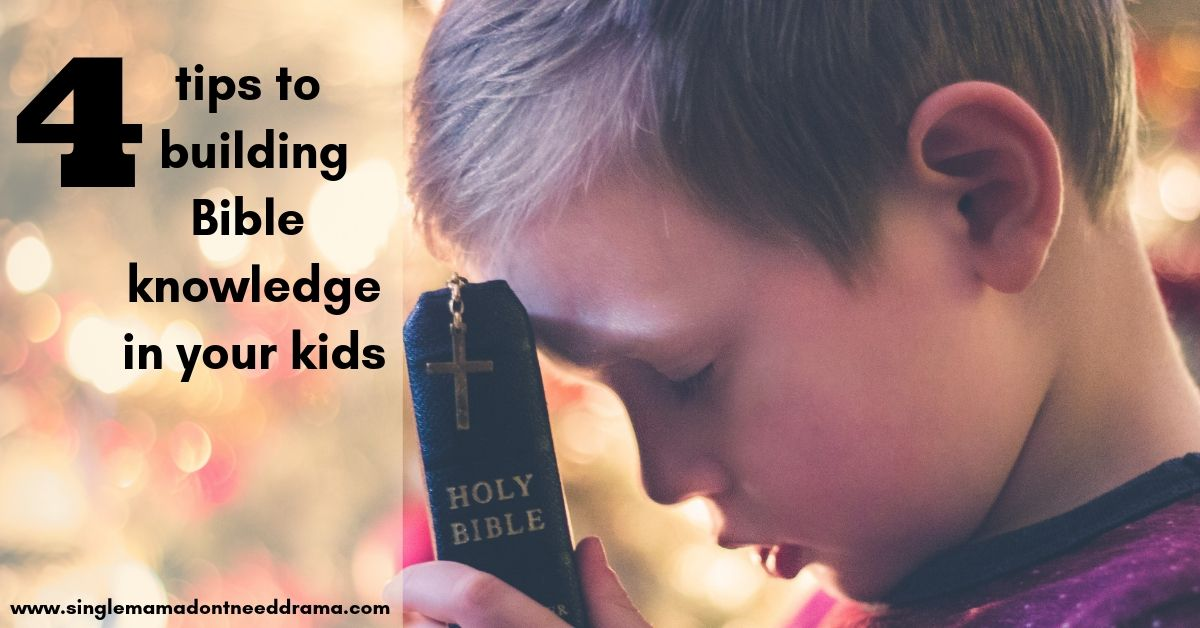 4 tips to
building
Bible
knowledge
in your kids
HOLY
BIBLE
www.singlemamadontneeddrama.com